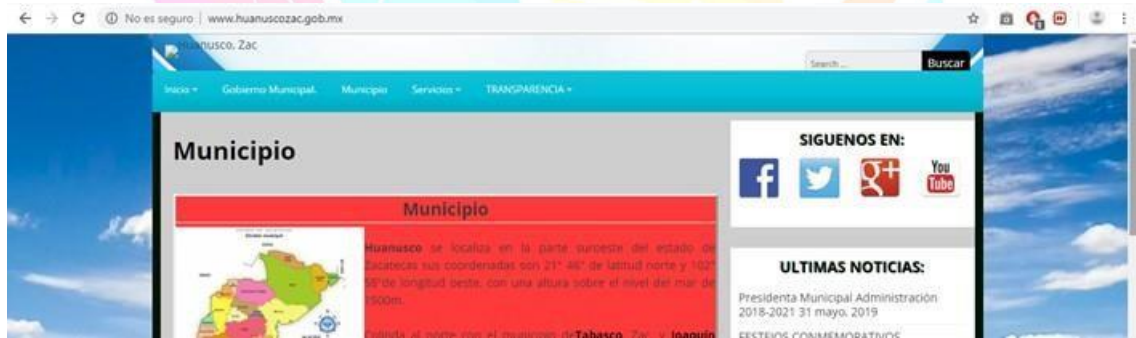 No es seguro | www.huanuscozac.gob.mx
Huanusco, Zac
Search ...
Buscar
Inicio
Gobierno Municipal.
Municipio
Servicios
TRANSPARENCIA
Municipio
SIGUENOS EN:
f
g+
You
Tube
Municipio
Huanusco se localiza en la parte suroeste del estado de
Zacatecas sus coordenadas son 21° 46" de latitud norte y 102°
58"de longitud oeste, con una altura sobre el nivel del mar de
1500m.
Colinda al norte con el municipio deTabasco, Zac. y Joaquín
ULTIMAS NOTICIAS:
Presidenta Municipal Administración
2018-2021 31 mayo, 2019
FESTEJOS CONMEMORATIVOS